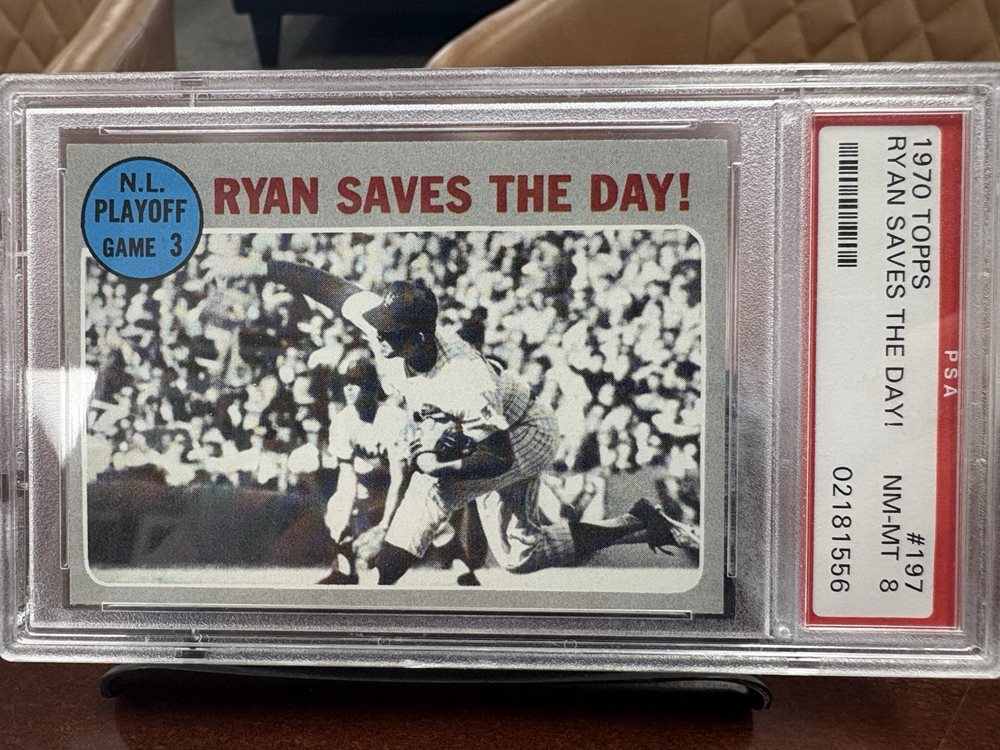 N.L.
PLAYOFF
GAME 3
RYAN SAVES THE DAY!
1970 TOPPS #197
RYAN SAVES THE DAY! NM-MT 8
02181556
PSA